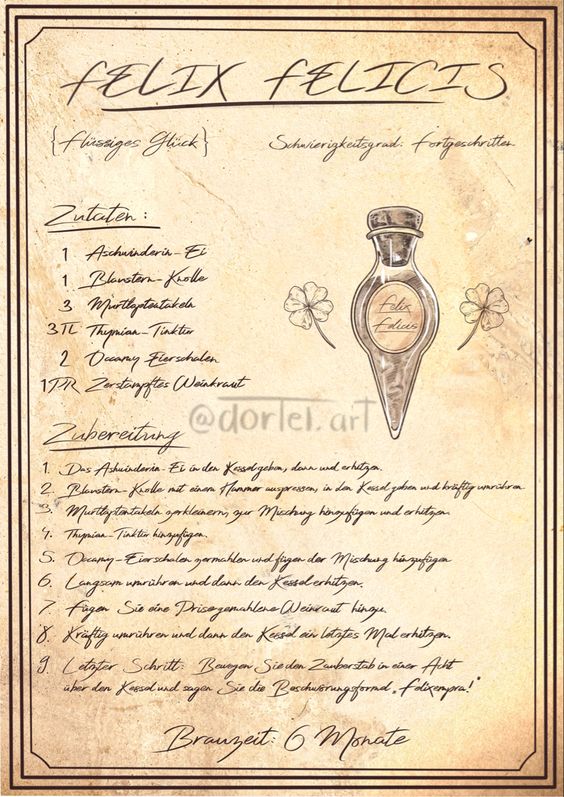 FELIX FELICIS
{Flüssiges Glück}
Schwierigkeitsgrad: Fortgeschritten
Zutaten:
1 Aschwinderin-Ei
1 Blaustern-Knolle
3 Murtlaptentakeln
3TL Thymian-Tinktur
2 Occamy Eierschalen
1PR Zerstampftes Weinkraut
Felix
Felicis
@dortel.art
Zubereitung
1. Das Ashwinderin-Ei in den Kessel geben, dann und erhitzen.
2. Blaustern-Knolle mit einem Hammer auspressen, in den Kessel geben und kräftig umrühren
3. Murtlaptentakeln zerkleinern, zur Mischung hinzufügen und erhitzen.
4. Thymian-Tinktur hinzufügen.
5. Occamy-Eierschalen zermahlen und fügen der Mischung hinzufügen
6. Langsam umrühren und dann den Kessel erhitzen.
7. Fügen Sie eine Prise gemahlene Weinkraut hinzu.
8. Kräftig umrühren und dann den Kessel ein letztes Mal erhitzen.
9. Letzter Schritt: Bewegen Sie den Zauberstab in einer Acht
über den Kessel und sagen Sie die Beschwörungsformel „Felixempra!"
Brauzeit: 6 Monate